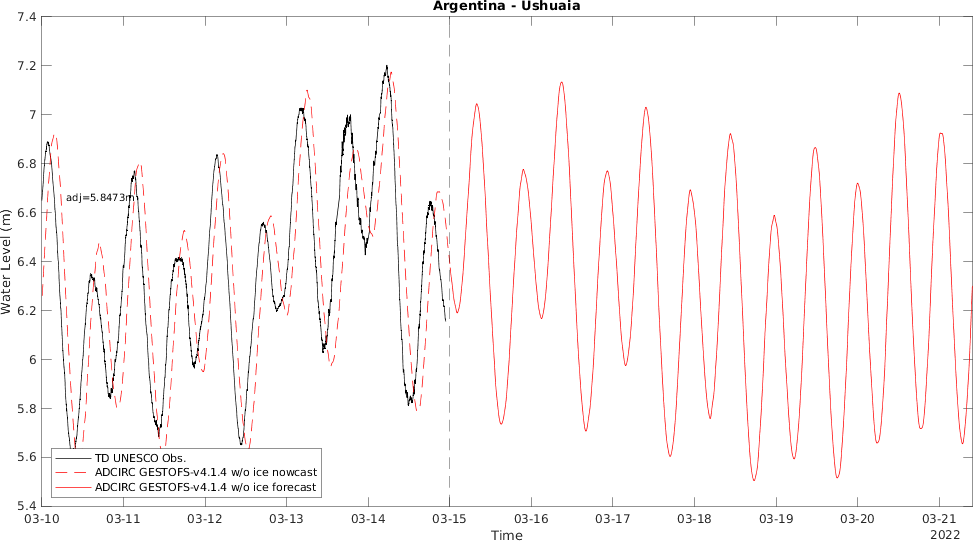 Argentina - Ushuaia
7.4
7.2
7
6.8
6.6
6.4
6.2
6
5.8
5.6
5.4
Water Level (m)
adj=5.8473m
TD UNESCO Obs.
ADCIRC GESTOFS-v4.1.4 w/o ice nowcast
ADCIRC GESTOFS-v4.1.4 w/o ice forecast
03-10 03-11 03-12 03-13 03-14 03-15 03-16 03-17 03-18 03-19 03-20 03-21
Time
2022